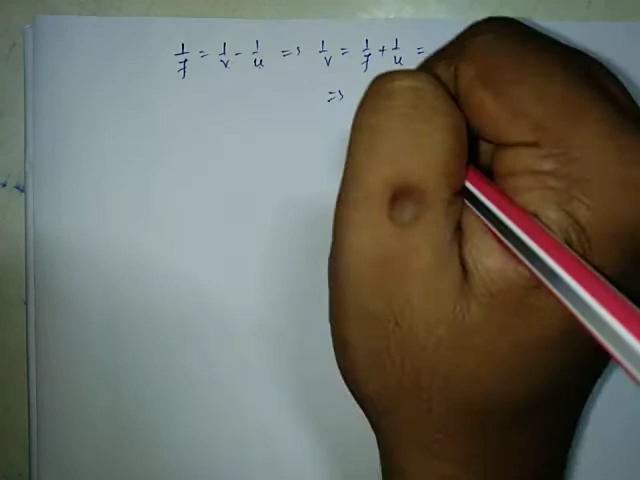 1/f = 1/v - 1/u => 1/v = 1/f + 1/u =
=>